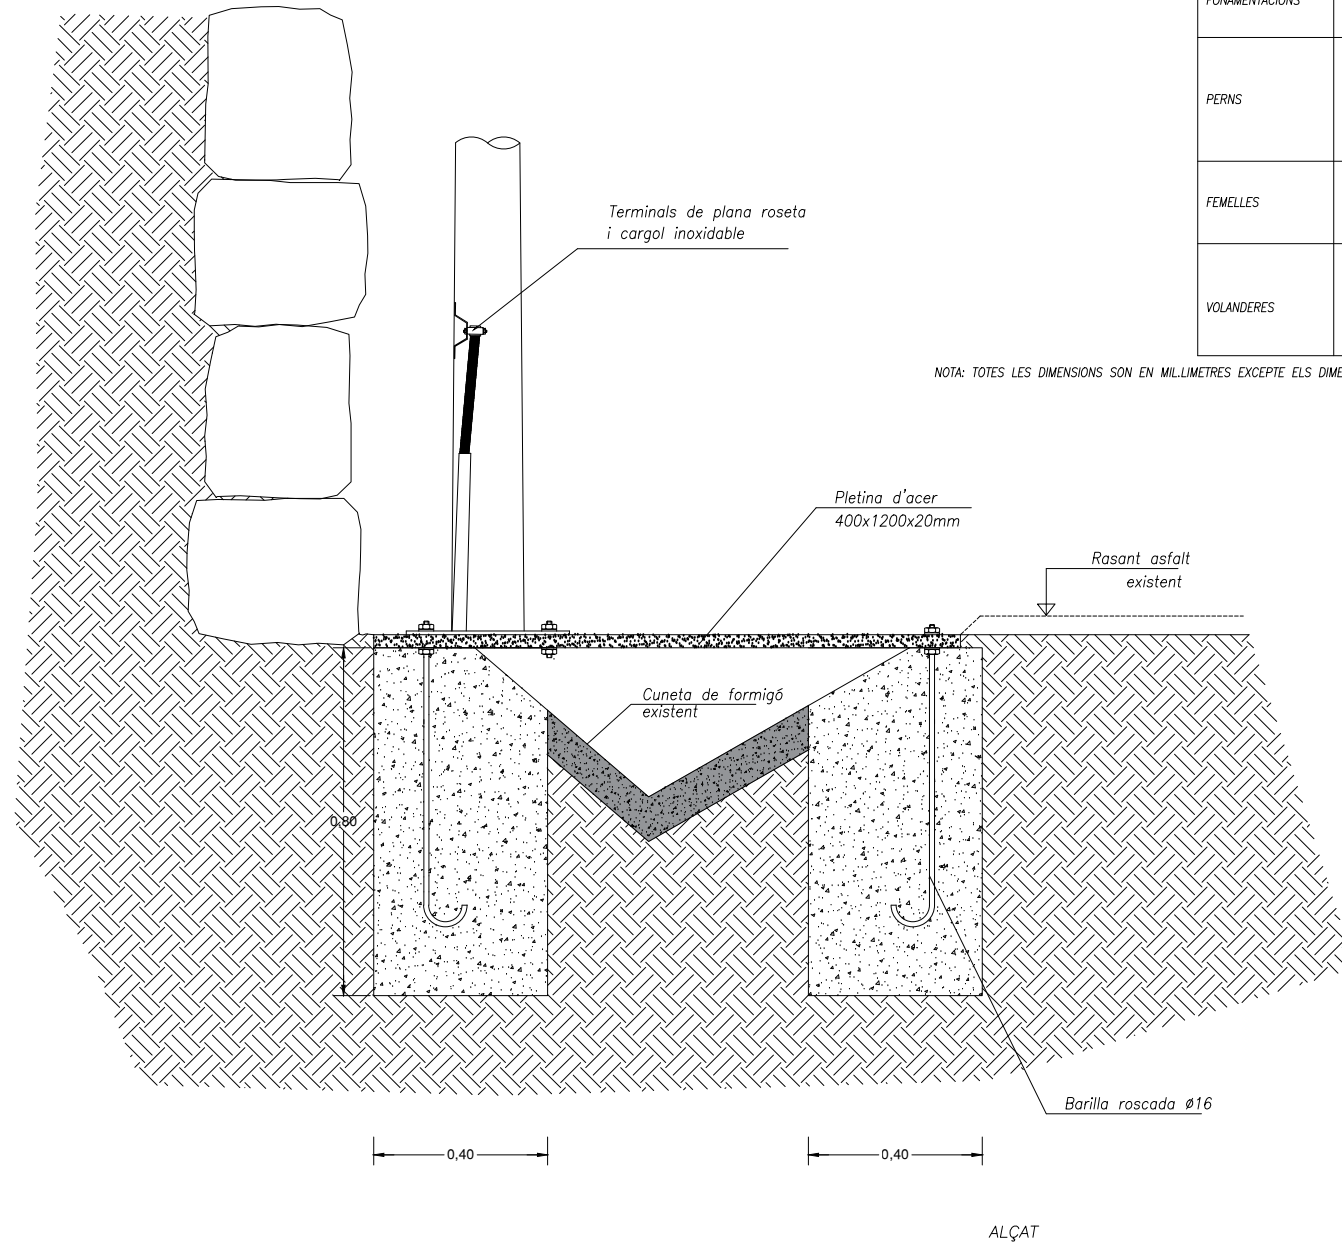 FONAMENTACIONS
PERNS
FEMELLES
VOLANDERES
NOTA: TOTES LES DIMENSIONS SON EN MIL.LIMETRES EXCEPTE ELS DIME
Terminals de plana roseta
i cargol inoxidable
Pletina d'acer
400x1200x20mm
Rasant asfalt
existent
Cuneta de formigó
existent
0,80
Barilla roscada ø16
0,40
0,40
ALÇAT